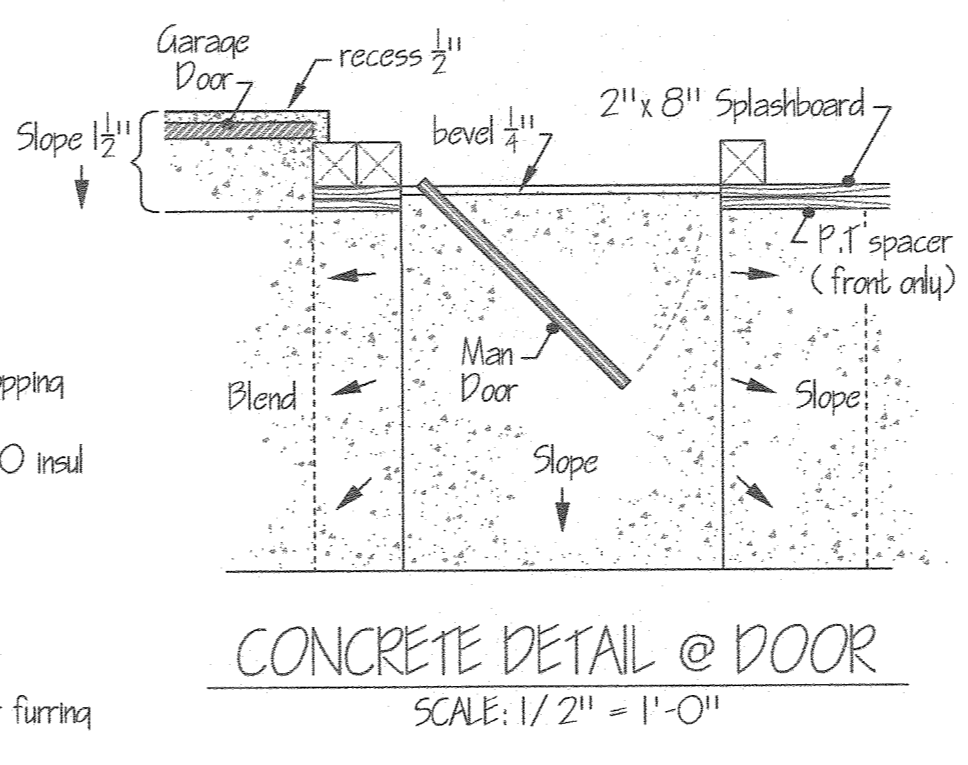 Garage
Door
recess 1/2"
Slope 1 1/2"
bevel 1/4"
2"x 8" Splashboard
P.T spacer
(front only)
Man
Door
Blend
Slope
Slope
opping
O insul
furring
CONCRETE DETAIL @ DOOR
SCALE: 1/2" = 1'-0"